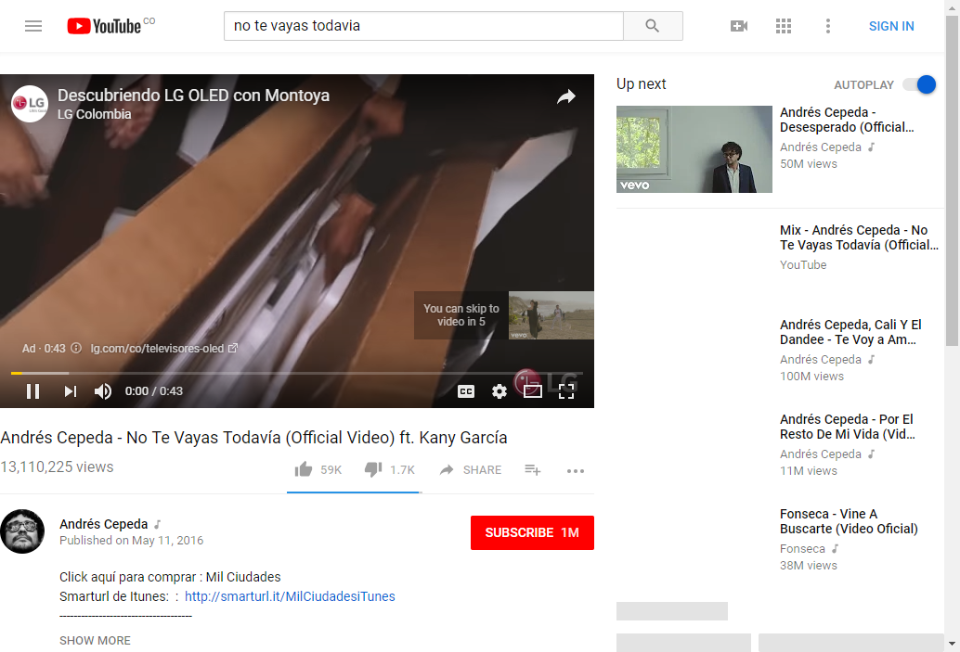 YouTube CO
no te vayas todavia
SIGN IN
LG
Descubriendo LG OLED con Montoya
LG Colombia
You can skip to
video in 5
vevo
Ad · 0:43
lg.com/co/televisores-oled
0:00 / 0:43
CC
LG
Andrés Cepeda - No Te Vayas Todavía (Official Video) ft. Kany García
13,110,225 views
59K
1.7K
SHARE
Andrés Cepeda
Published on May 11, 2016
SUBSCRIBE 1M
Click aquí para comprar : Mil Ciudades
Smarturl de Itunes: : http://smarturl.it/MilCiudadesiTunes
------------------------------------
SHOW MORE
Up next
AUTOPLAY
vevo
Andrés Cepeda -
Desesperado (Official...
Andrés Cepeda
50M views
Mix - Andrés Cepeda - No
Te Vayas Todavía (Official...
YouTube
Andrés Cepeda, Cali Y El
Dandee - Te Voy a Am...
Andrés Cepeda
100M views
Andrés Cepeda - Por El
Resto De Mi Vida (Vid...
Andrés Cepeda
11M views
Fonseca - Vine A
Buscarte (Video Oficial)
Fonseca
38M views